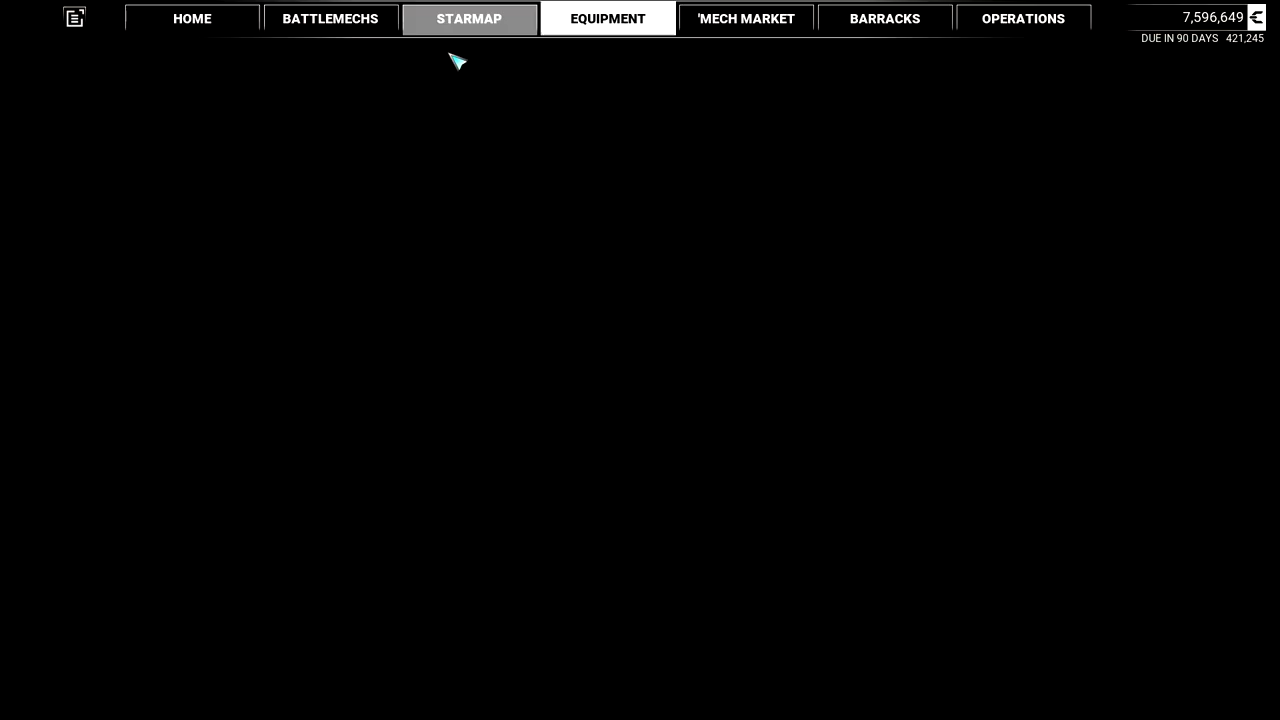 HOME
BATTLEMECHS
STARMAP
EQUIPMENT
'MECH MARKET
BARRACKS
OPERATIONS
7,596,649
DUE IN 90 DAYS 421,245